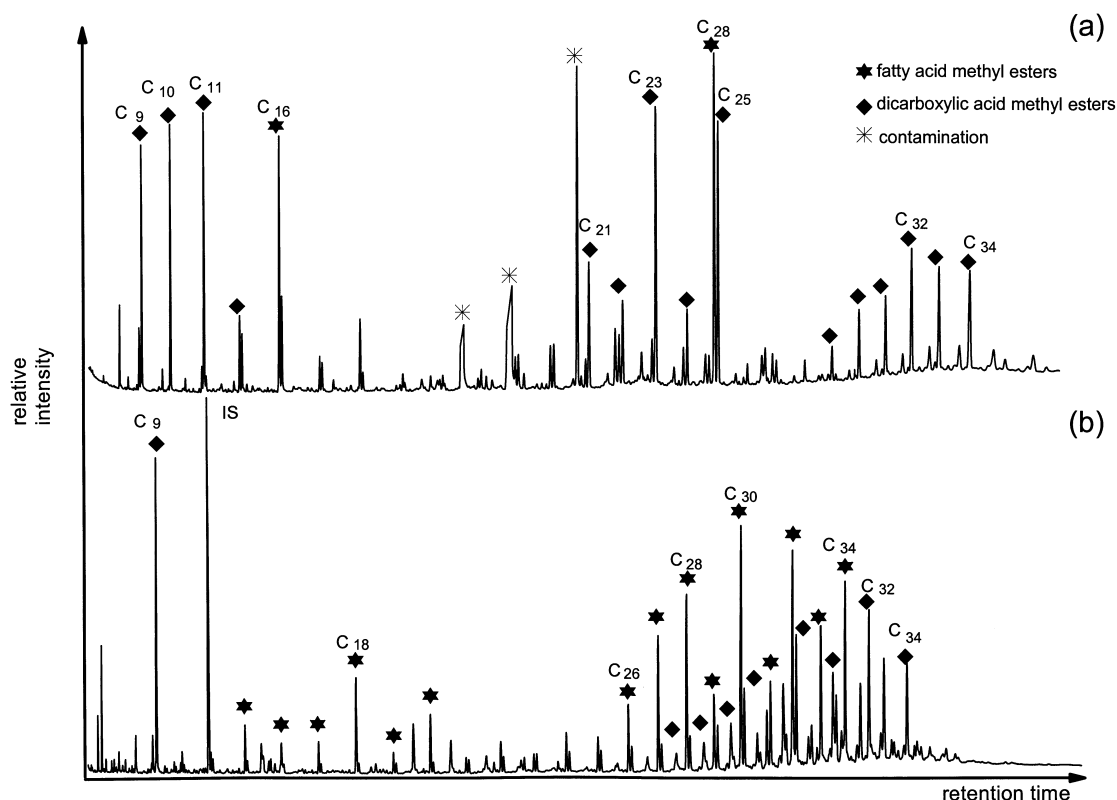 (a)
C 28
fatty acid methyl esters
dicarboxylic acid methyl esters
contamination
C 9
C 10
C 11
C 16
C 23
C 25
C 21
C 32
C 34
relative
intensity
(b)
IS
C 9
C 30
C 28
C 34
C 32
C 18
C 26
C 34
retention time